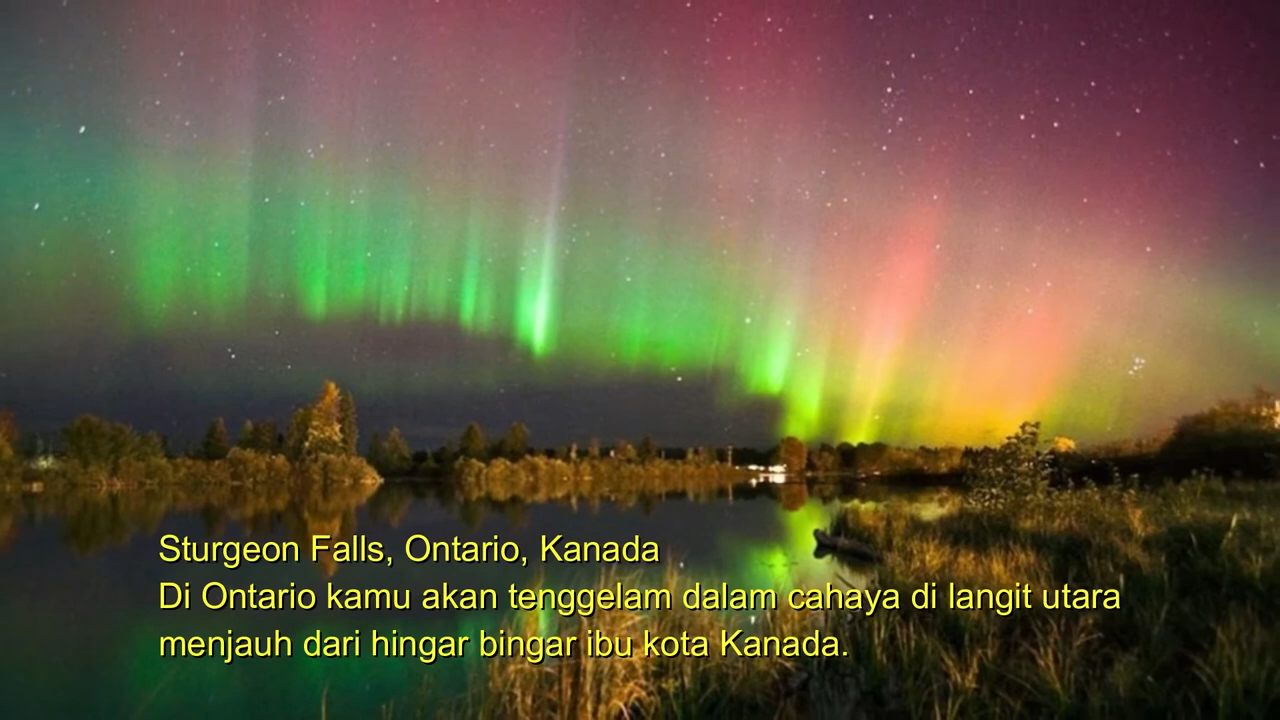 Sturgeon Falls, Ontario, Kanada
Di Ontario kamu akan tenggelam dalam cahaya di langit utara
menjauh dari hingar bingar ibu kota Kanada.